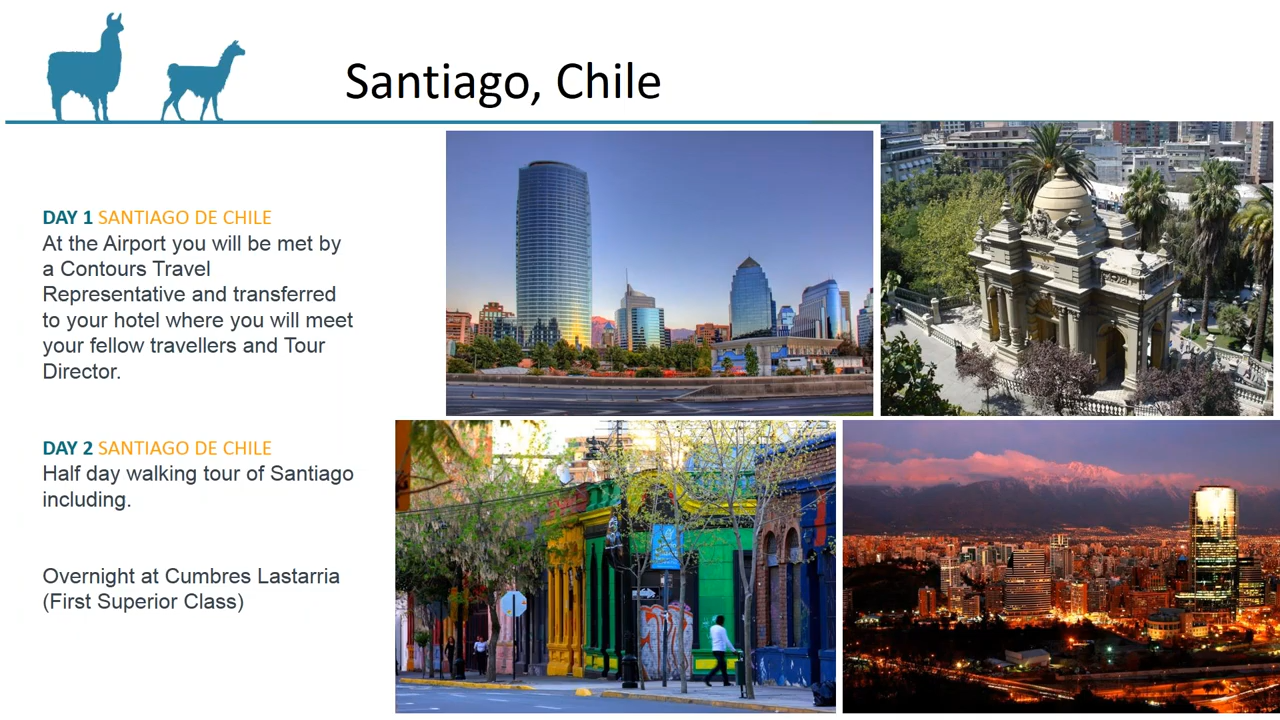 Santiago, Chile
DAY 1 SANTIAGO DE CHILE
At the Airport you will be met by
a Contours Travel
Representative and transferred
to your hotel where you will meet
your fellow travellers and Tour
Director.
DAY 2 SANTIAGO DE CHILE
Half day walking tour of Santiago
including.
Overnight at Cumbres Lastarria
(First Superior Class)